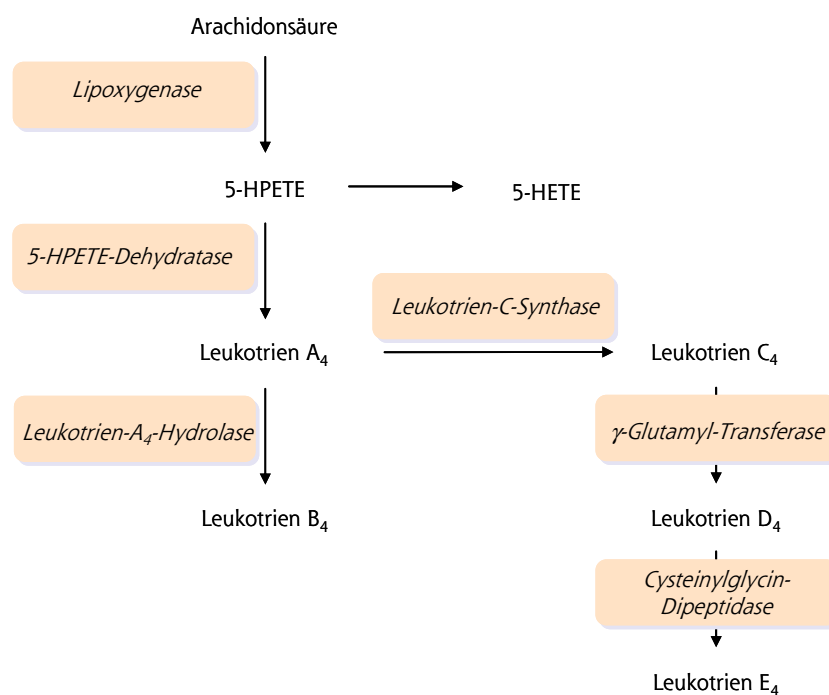 Arachidonsäure
Lipoxygenase
5-HPETE
5-HETE
5-HPETE-Dehydratase
Leukotrien-C-Synthase
Leukotrien A₄
Leukotrien C₄
Leukotrien-A₄-Hydrolase
γ-Glutamyl-Transferase
Leukotrien B₄
Leukotrien D₄
Cysteinylglycin-
Dipeptidase
Leukotrien E₄